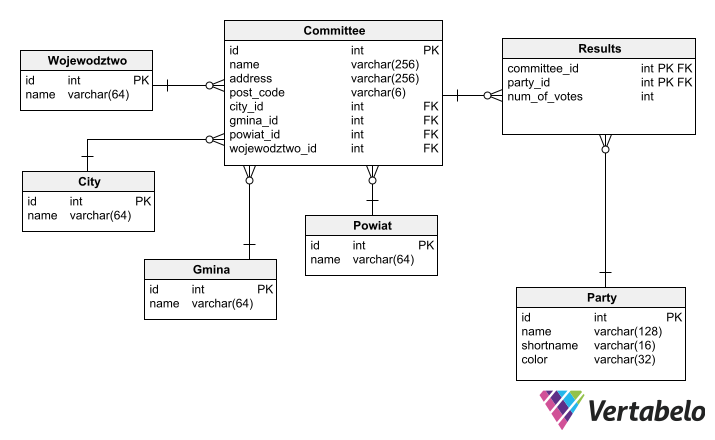 Committee
id int PK
name varchar(256)
address varchar(256)
post_code varchar(6)
city_id int FK
gmina_id int FK
powiat_id int FK
wojewodztwo_id int FK
Wojewodztwo
id int PK
name varchar(64)
Results
committee_id int PK FK
party_id int PK FK
num_of_votes int
City
id int PK
name varchar(64)
Gmina
id int PK
name varchar(64)
Powiat
id int PK
name varchar(64)
Party
id int PK
name varchar(128)
shortname varchar(16)
color varchar(32)
Vertabelo